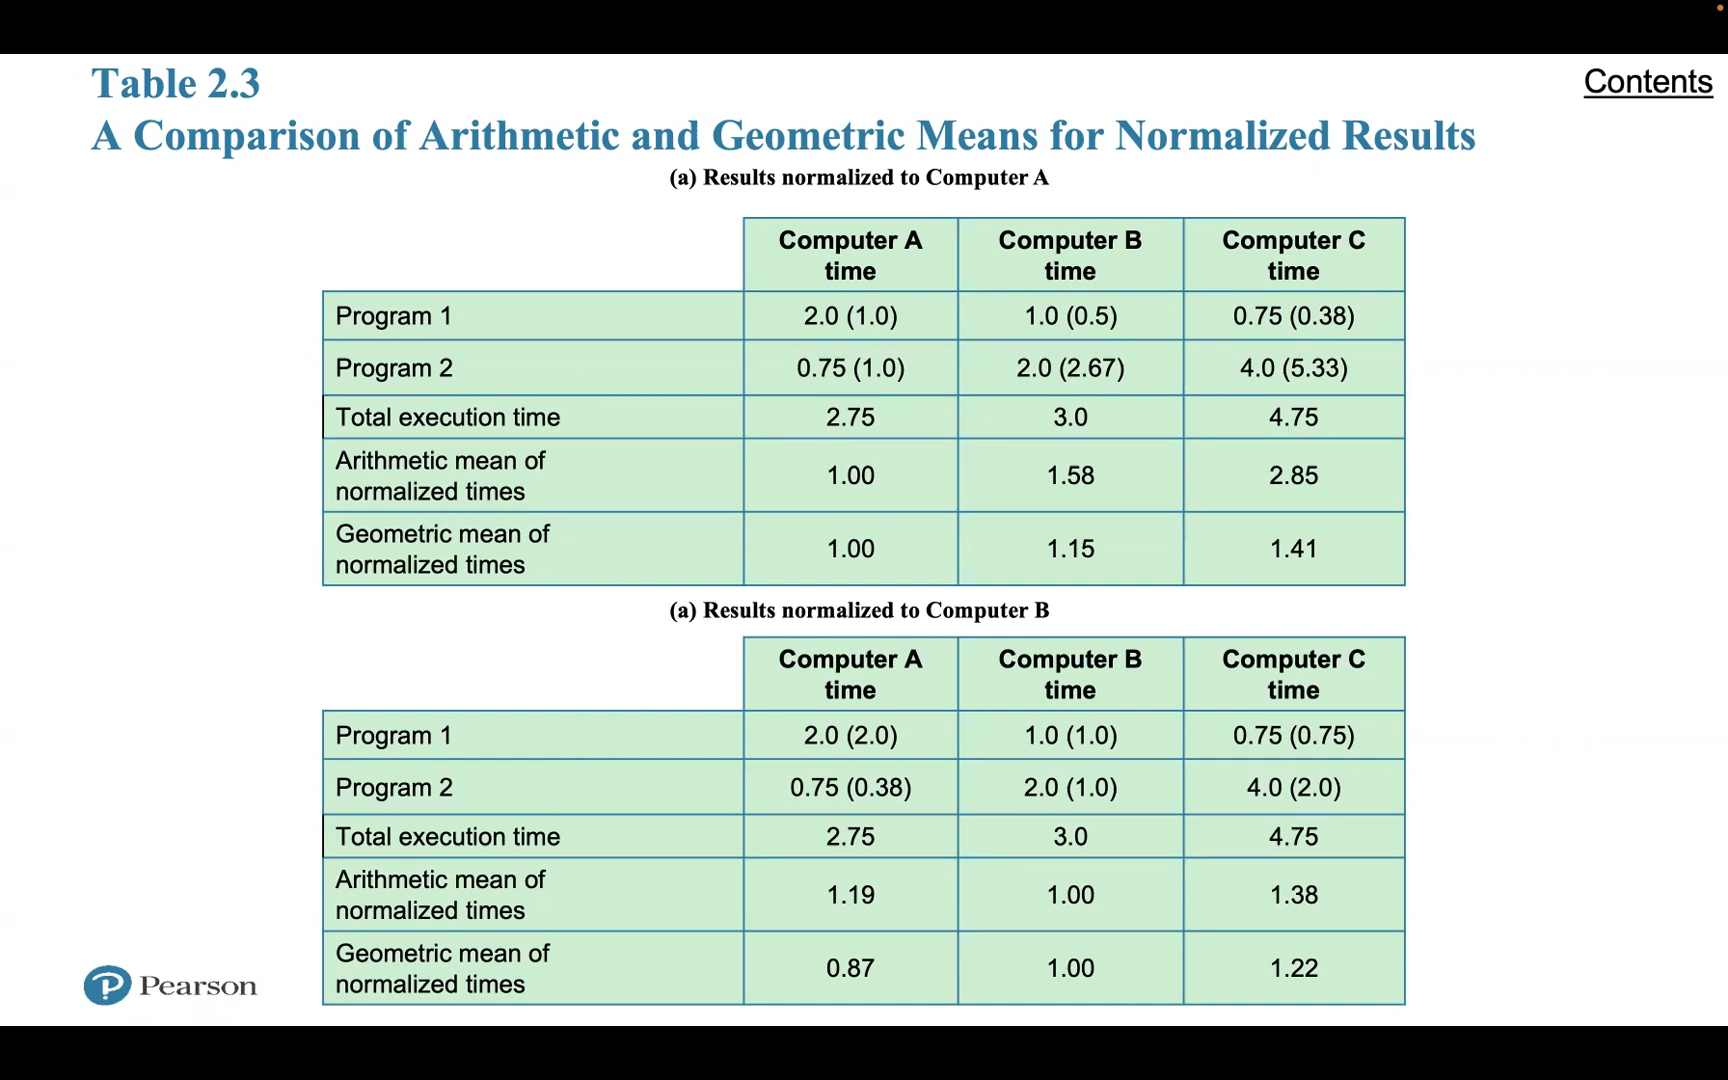 Table 2.3
Contents
A Comparison of Arithmetic and Geometric Means for Normalized Results
(a) Results normalized to Computer A
Computer A time Computer B time Computer C time
Program 1 2.0 (1.0) 1.0 (0.5) 0.75 (0.38)
Program 2 0.75 (1.0) 2.0 (2.67) 4.0 (5.33)
Total execution time 2.75 3.0 4.75
Arithmetic mean of normalized times 1.00 1.58 2.85
Geometric mean of normalized times 1.00 1.15 1.41
(a) Results normalized to Computer B
Computer A time Computer B time Computer C time
Program 1 2.0 (2.0) 1.0 (1.0) 0.75 (0.75)
Program 2 0.75 (0.38) 2.0 (1.0) 4.0 (2.0)
Total execution time 2.75 3.0 4.75
Arithmetic mean of normalized times 1.19 1.00 1.38
Geometric mean of normalized times 0.87 1.00 1.22
Pearson